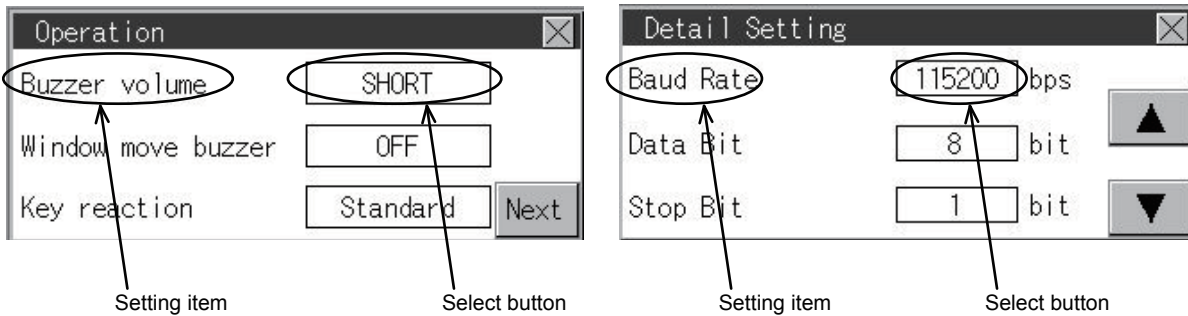 Operation
Buzzer volume SHORT
Window move buzzer OFF
Key reaction Standard Next
Setting item Select button
Detail Setting
Baud Rate 115200 bps
Data Bit 8 bit
Stop Bit 1 bit
Setting item Select button